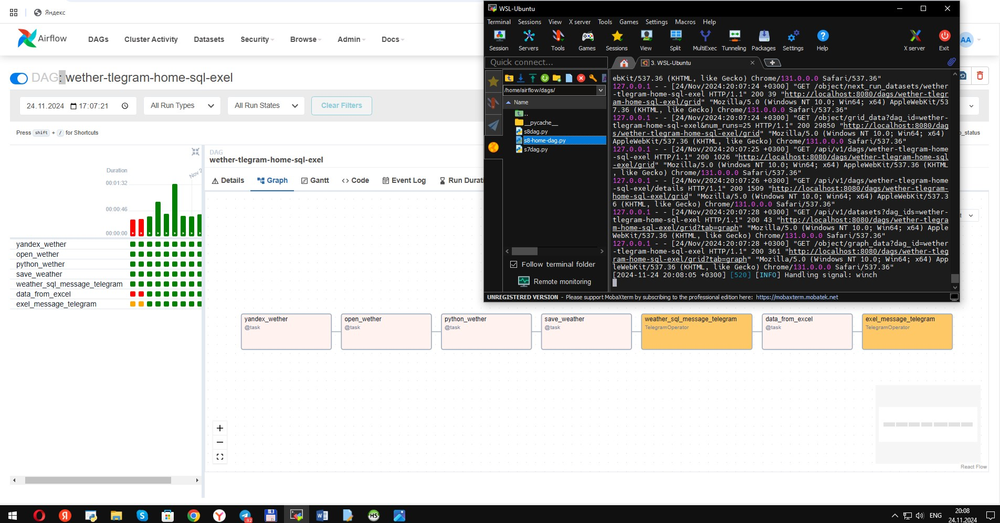 Яндекс
Airflow
DAGs
Cluster Activity
Datasets
Security
Browse
Admin
Docs
AA
DAG: wether-tlegram-home-sql-exel
24.11.2024 17:07:21
All Run Types
All Run States
Clear Filters
Press shift + / for Shortcuts
o_status
Duration
00:01:32
00:00:46
00:00:00
Nov 2
yandex_wether
open_wether
python_wether
save_weather
weather_sql_message_telegram
data_from_excel
exel_message_telegram
DAG
wether-tlegram-home-sql-exel
Details
Graph
Gantt
Code
Event Log
Run Durati
yandex_wether
@task
open_wether
@task
python_wether
@task
save_weather
@task
weather_sql_message_telegram
TelegramOperator
data_from_excel
@task
exel_message_telegram
TelegramOperator
React Flow
WSL-Ubuntu
Terminal Sessions View X server Tools Games Settings Macros Help
Session
Servers
Tools
Games
Sessions
View
Split
MultiExec
Tunneling
Packages
Settings
Help
X server
Exit
Quick connect...
3. WSL-Ubuntu
/home/airflow/dags/
Name
..
__pycache__
s8dag.py
s8-home-dag.py
s7dag.py
Follow terminal folder
Remote monitoring
ebKit/537.36 (KHTML, like Gecko) Chrome/131.0.0.0 Safari/537.36"
127.0.0.1 - - [24/Nov/2024:20:07:24 +0300] "GET /object/next_run_datasets/wether
-tlegram-home-sql-exel HTTP/1.1" 200 39 "http://localhost:8080/dags/wether-tlegr
am-home-sql-exel/grid" "Mozilla/5.0 (Windows NT 10.0; Win64; x64) AppleWebKit/53
7.36 (KHTML, like Gecko) Chrome/131.0.0.0 Safari/537.36"
127.0.0.1 - - [24/Nov/2024:20:07:24 +0300] "GET /object/grid_data?dag_id=wether-
tlegram-home-sql-exel&num_runs=25 HTTP/1.1" 200 29850 "http://localhost:8080/dag
s/wether-tlegram-home-sql-exel/grid" "Mozilla/5.0 (Windows NT 10.0; Win64; x64)
AppleWebKit/537.36 (KHTML, like Gecko) Chrome/131.0.0.0 Safari/537.36"
127.0.0.1 - - [24/Nov/2024:20:07:25 +0300] "GET /api/v1/dags/wether-tlegram-home
-sql-exel HTTP/1.1" 200 1026 "http://localhost:8080/dags/wether-tlegram-home-sql
-exel/grid" "Mozilla/5.0 (Windows NT 10.0; Win64; x64) AppleWebKit/537.36 (KHTML
, like Gecko) Chrome/131.0.0.0 Safari/537.36"
127.0.0.1 - - [24/Nov/2024:20:07:26 +0300] "GET /api/v1/dags/wether-tlegram-home
-sql-exel/details HTTP/1.1" 200 1509 "http://localhost:8080/dags/wether-tlegram-
home-sql-exel/grid" "Mozilla/5.0 (Windows NT 10.0; Win64; x64) AppleWebKit/537.3
6 (KHTML, like Gecko) Chrome/131.0.0.0 Safari/537.36"
127.0.0.1 - - [24/Nov/2024:20:07:28 +0300] "GET /api/v1/datasets?dag_ids=wether-
tlegram-home-sql-exel HTTP/1.1" 200 43 "http://localhost:8080/dags/wether-tlegra
m-home-sql-exel/grid?tab=graph" "Mozilla/5.0 (Windows NT 10.0; Win64; x64) Apple
WebKit/537.36 (KHTML, like Gecko) Chrome/131.0.0.0 Safari/537.36"
127.0.0.1 - - [24/Nov/2024:20:07:28 +0300] "GET /object/graph_data?dag_id=wether
-tlegram-home-sql-exel HTTP/1.1" 200 361 "http://localhost:8080/dags/wether-tleg
ram-home-sql-exel/grid?tab=graph" "Mozilla/5.0 (Windows NT 10.0; Win64; x64) App
leWebKit/537.36 (KHTML, like Gecko) Chrome/131.0.0.0 Safari/537.36"
[2024-11-24 20:08:05 +0300] [520] [INFO] Handling signal: winch
UNREGISTERED VERSION - Please support MobaXterm by subscribing to the professional edition here: https://mobaxterm.mobatek.net
92
HS
ENG
20:08
24.11.2024